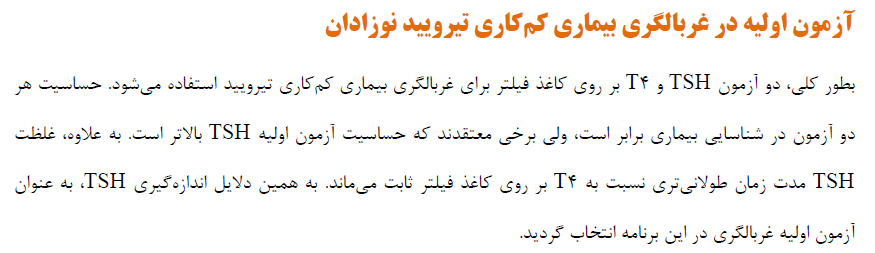 آزمون اولیه در غربالگری بیماری کم‌کاری تیرویید نوزادان
بطور کلی، دو آزمون TSH و T۴ بر روی کاغذ فیلتر برای غربالگری بیماری کم‌کاری تیرویید استفاده می‌شود. حساسیت هر
دو آزمون در شناسایی بیماری برابر است، ولی برخی معتقدند که حساسیت آزمون اولیه TSH بالاتر است. به علاوه، غلظت
TSH مدت زمان طولانی‌تری نسبت به T۴ بر روی کاغذ فیلتر ثابت می‌ماند. به همین دلایل اندازه‌گیری TSH، به عنوان
آزمون اولیه غربالگری در این برنامه انتخاب گردید.